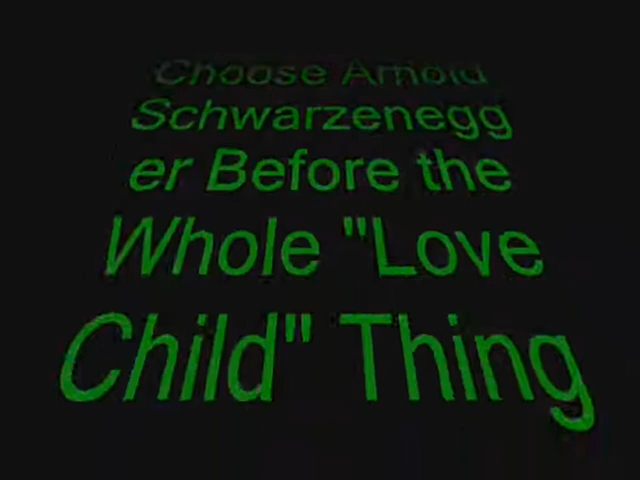 Choose Arnold
Schwarzenegg
er Before the
Whole "Love
Child" Thing